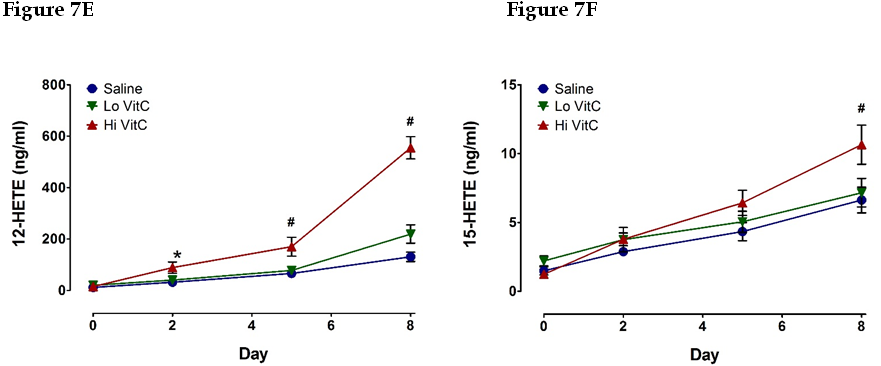 Figure 7E
800
600
400
200
0
12-HETE (ng/ml)
Saline
Lo VitC
Hi VitC
*
#
#
0 2 4 6 8
Day
Figure 7F
15
10
5
0
15-HETE (ng/ml)
Saline
Lo VitC
Hi VitC
#
0 2 4 6 8
Day